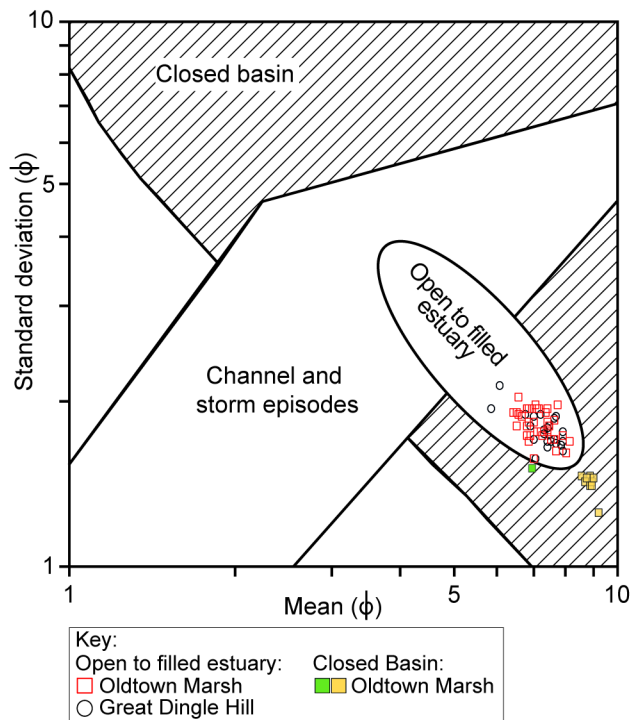 10
Closed basin
5
Standard deviation (ϕ)
Open to filled
estuary
Channel and
storm episodes
1
1
5
10
Mean (ϕ)
Key:
Open to filled estuary:
Closed Basin:
Oldtown Marsh
Oldtown Marsh
Great Dingle Hill